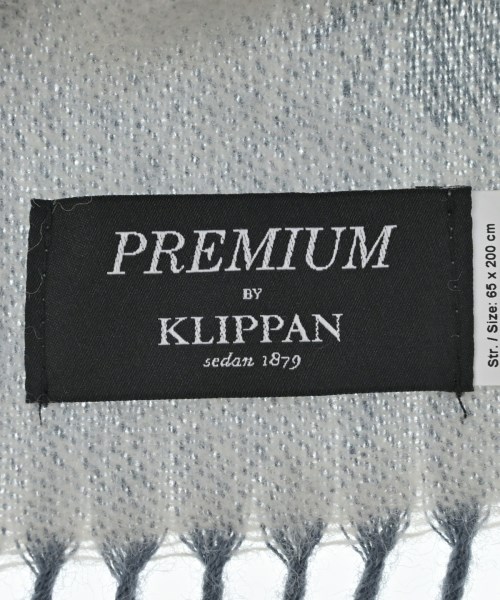 PREMIUM
BY
KLIPPAN
sedan 1879
Str. / Size: 65 x 200 cm